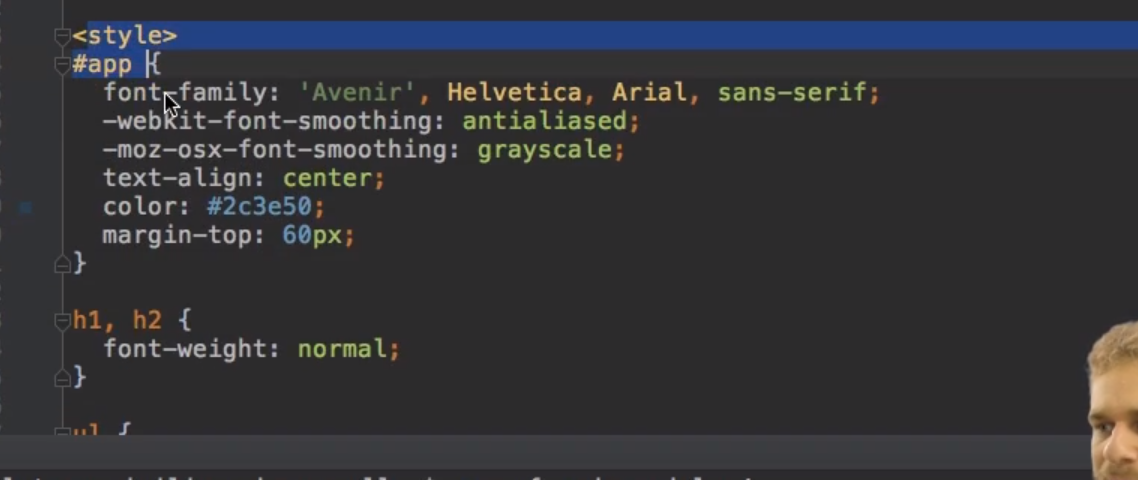 <style>
#app {
font-family: 'Avenir', Helvetica, Arial, sans-serif;
-webkit-font-smoothing: antialiased;
-moz-osx-font-smoothing: grayscale;
text-align: center;
color: #2c3e50;
margin-top: 60px;
}
h1, h2 {
font-weight: normal;
}
ul {